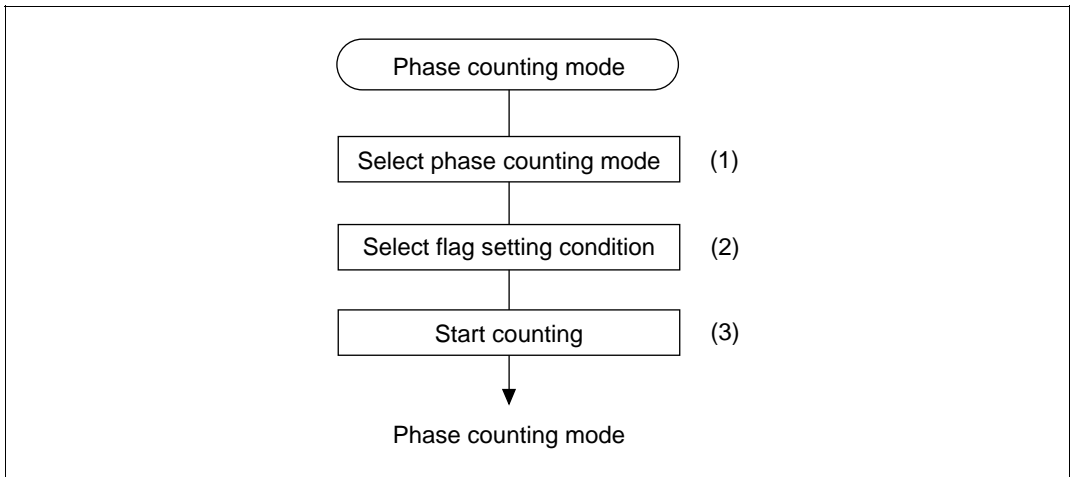 Phase counting mode
Select phase counting mode (1)
Select flag setting condition (2)
Start counting (3)
Phase counting mode